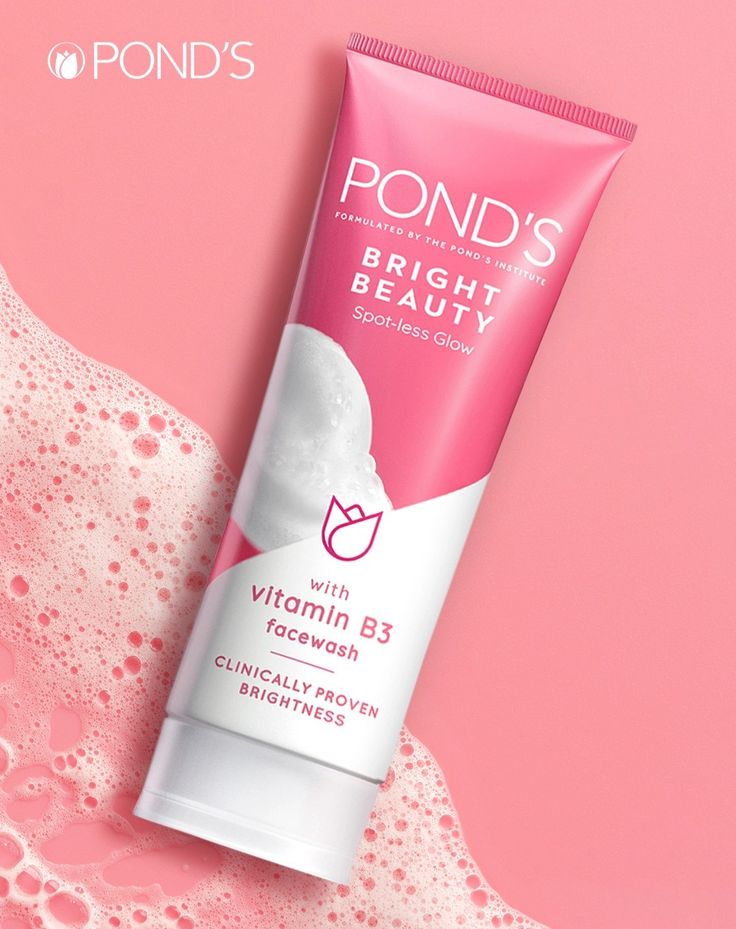 POND'S
POND'S
FORMULATED BY THE POND'S INSTITUTE
BRIGHT
BEAUTY
Spot-less Glow
with
vitamin B3
facewash
CLINICALLY PROVEN
BRIGHTNESS